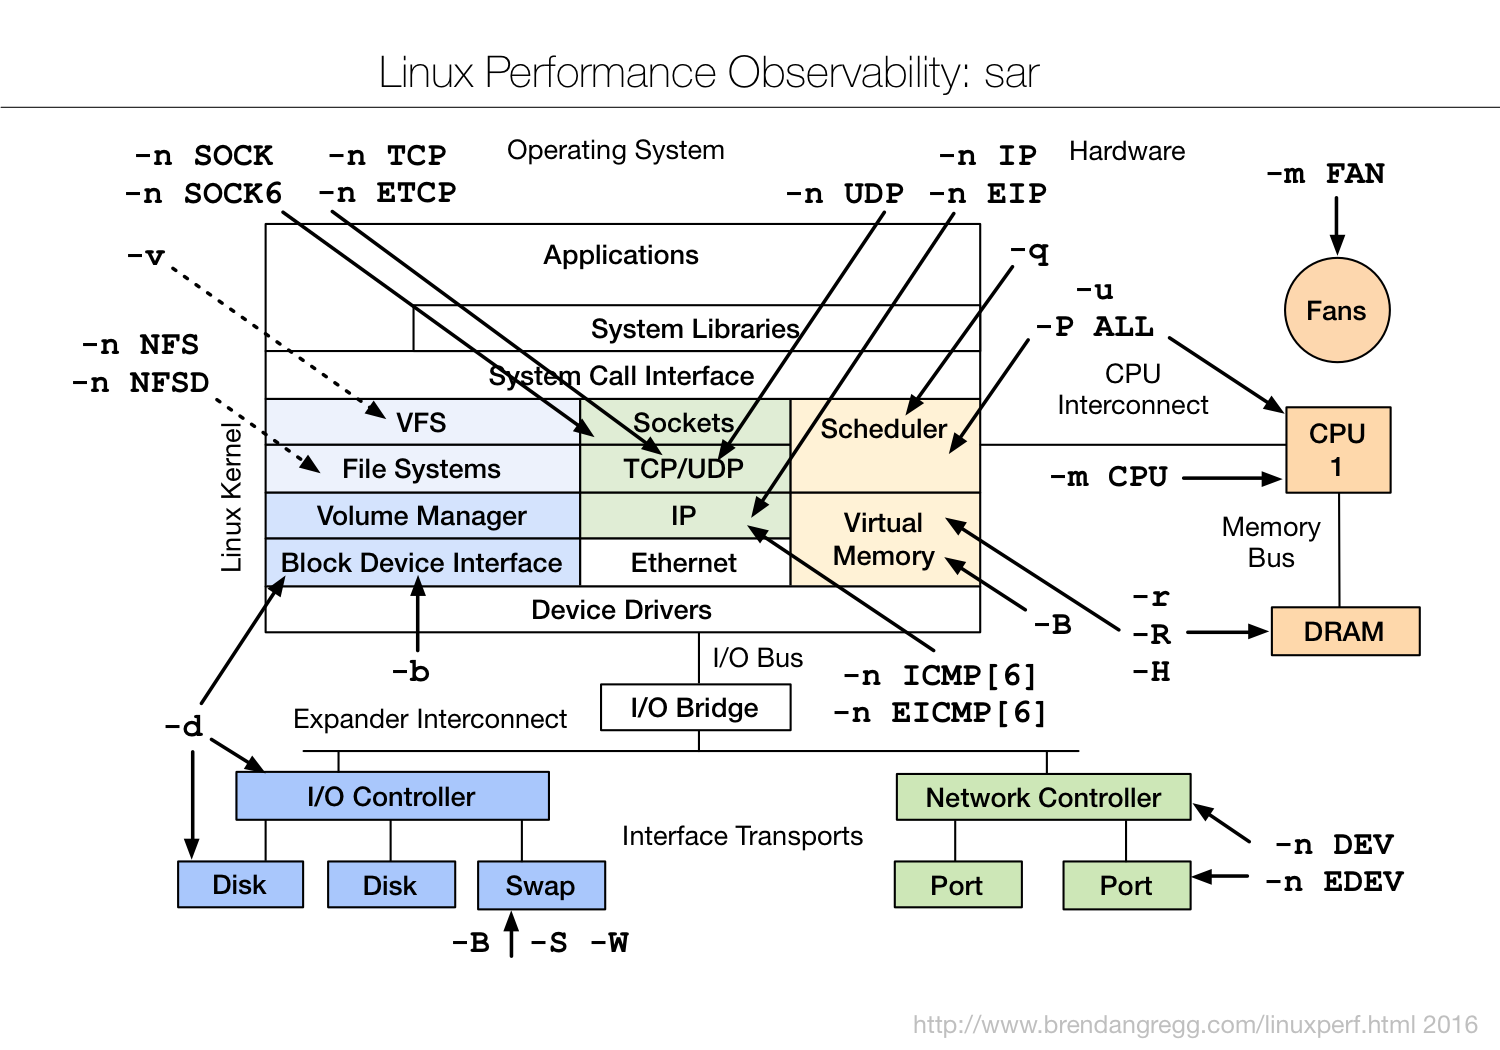 Linux Performance Observability: sar
-n SOCK
-n SOCK6
-n TCP
-n ETCP
Operating System
-n UDP
-n IP
-n EIP
Hardware
-m FAN
-v
Applications
-q
-u
-P ALL
Fans
System Libraries
-n NFS
-n NFSD
System Call Interface
CPU
Interconnect
Linux Kernel
VFS
Sockets
Scheduler
CPU
1
File Systems
TCP/UDP
-m CPU
Volume Manager
IP
Virtual
Memory
Memory
Bus
Block Device Interface
Ethernet
Device Drivers
-B
-r
-R
-H
DRAM
-b
I/O Bus
-n ICMP[6]
-n EICMP[6]
-d
Expander Interconnect
I/O Bridge
I/O Controller
Network Controller
Interface Transports
-n DEV
-n EDEV
Disk
Disk
Swap
Port
Port
-B
-S -W
http://www.brendangregg.com/linuxperf.html 2016